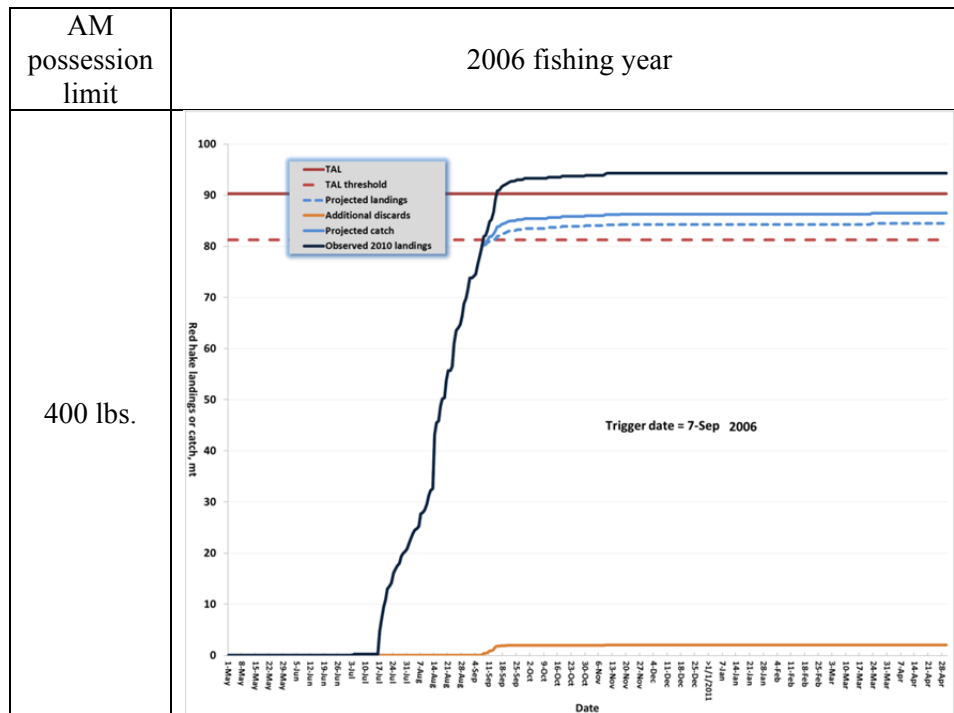 AM
possession
limit
2006 fishing year
400 lbs.
100
90
80
70
60
50
40
30
20
10
0
Red hake landings or catch, mt
TAL
TAL threshold
Projected landings
Additional discards
Projected catch
Observed 2010 landings
Trigger date = 7-Sep 2006
1-May
8-May
15-May
22-May
29-May
5-Jun
12-Jun
19-Jun
26-Jun
3-Jul
10-Jul
17-Jul
24-Jul
31-Jul
7-Aug
14-Aug
21-Aug
28-Aug
4-Sep
11-Sep
18-Sep
25-Sep
2-Oct
9-Oct
16-Oct
23-Oct
30-Oct
6-Nov
13-Nov
20-Nov
27-Nov
4-Dec
11-Dec
18-Dec
25-Dec
>1/1/2011
7-Jan
14-Jan
21-Jan
28-Jan
4-Feb
11-Feb
18-Feb
25-Feb
3-Mar
10-Mar
17-Mar
24-Mar
31-Mar
7-Apr
14-Apr
21-Apr
28-Apr
Date